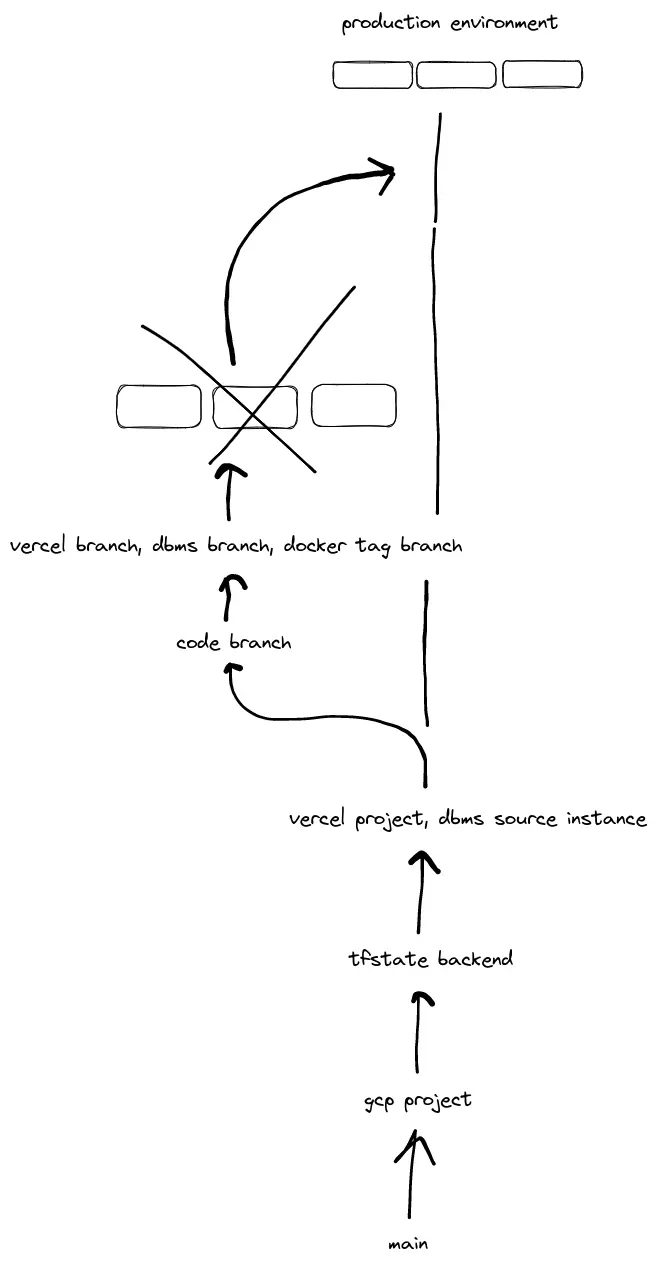 production environment
vercel branch, dbms branch, docker tag branch
code branch
vercel project, dbms source instance
tfstate backend
gcp project
main